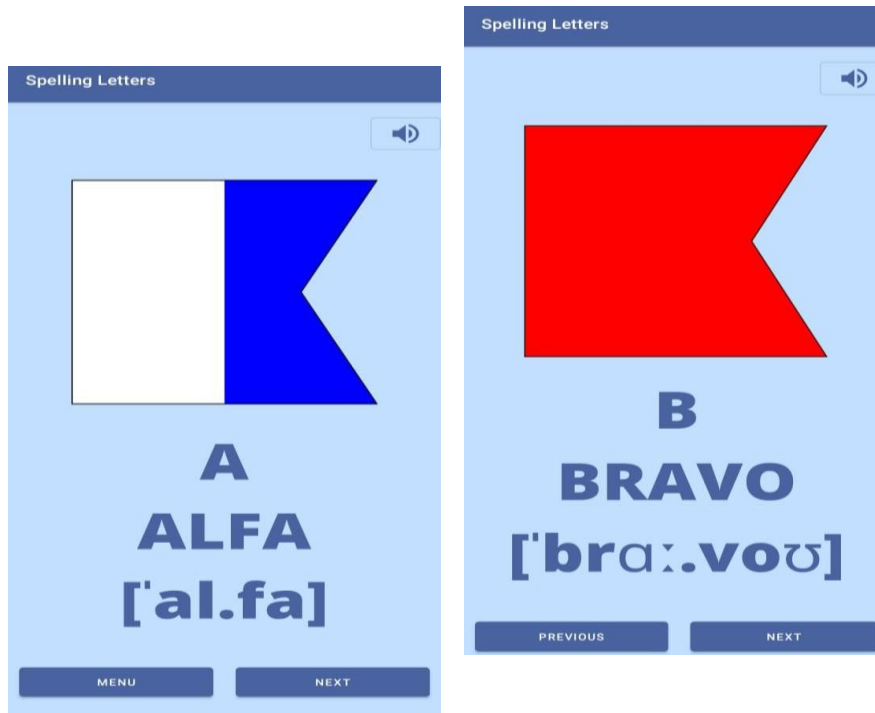 Spelling Letters
A
ALFA
[ˈal.fa]
MENU NEXT
Spelling Letters
B
BRAVO
[ˈbrɑː.voʊ]
PREVIOUS NEXT